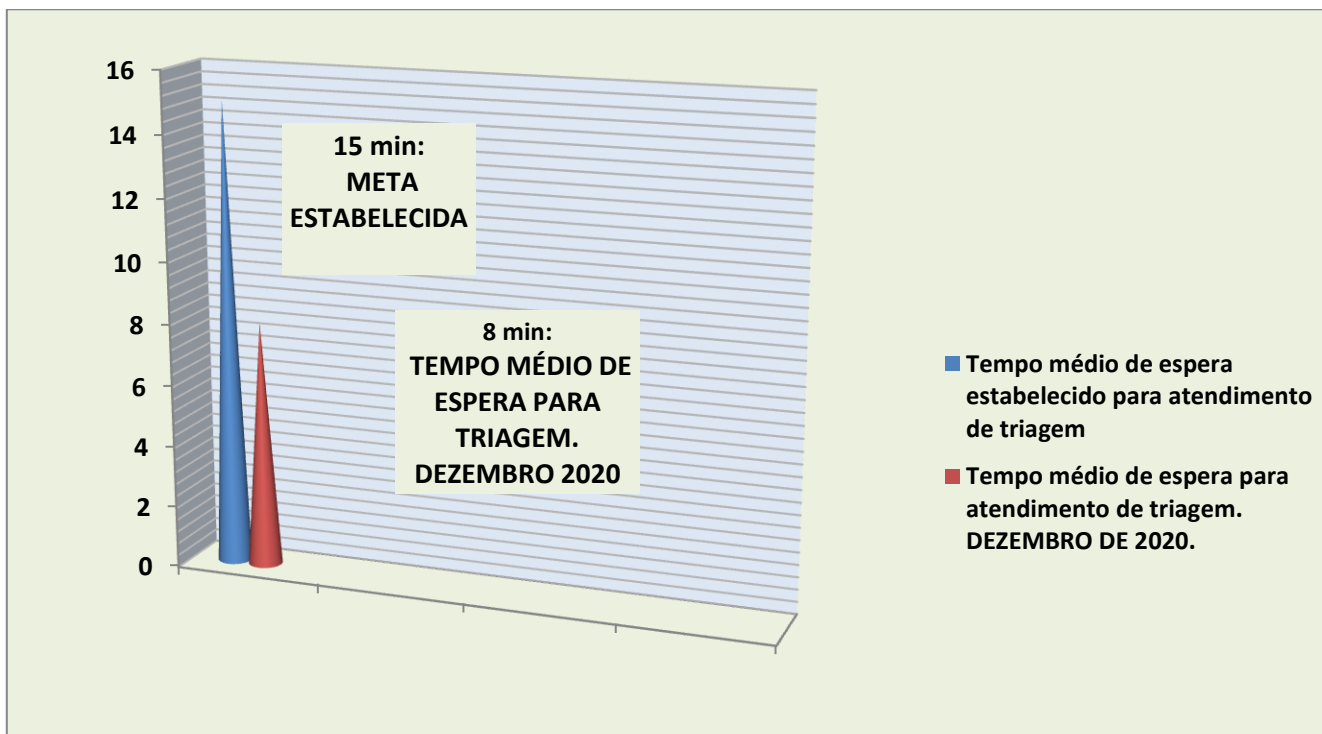 16
14
12
10
8
6
4
2
0
15 min:
META
ESTABELECIDA
8 min:
TEMPO MÉDIO DE
ESPERA PARA
TRIAGEM.
DEZEMBRO 2020
Tempo médio de espera
estabelecido para atendimento
de triagem
Tempo médio de espera para
atendimento de triagem.
DEZEMBRO DE 2020.